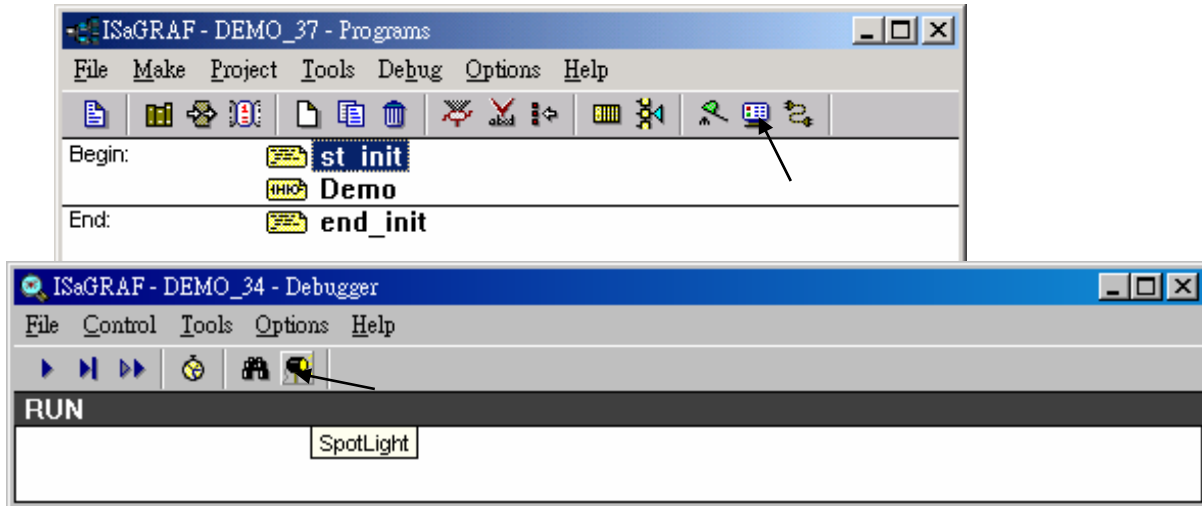 ISaGRAF - DEMO_37 - Programs
File Make Project Tools Debug Options Help
Begin: st_init
Demo
End: end_init
ISaGRAF - DEMO_34 - Debugger
File Control Tools Options Help
RUN
SpotLight